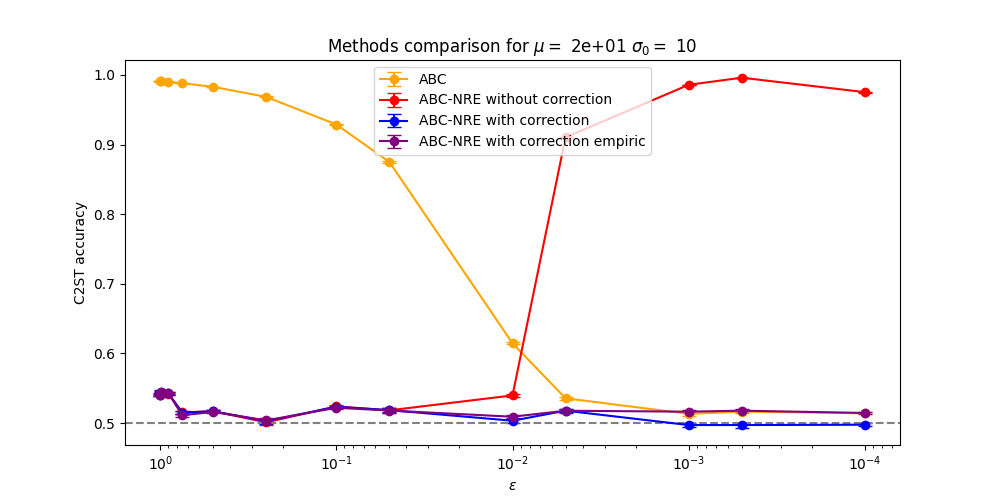 Methods comparison for μ = 2e+01 σ₀ = 10
C2ST accuracy
1.0
0.9
0.8
0.7
0.6
0.5
ABC
ABC-NRE without correction
ABC-NRE with correction
ABC-NRE with correction empiric
10⁰ 10⁻¹ 10⁻² 10⁻³ 10⁻⁴
ε